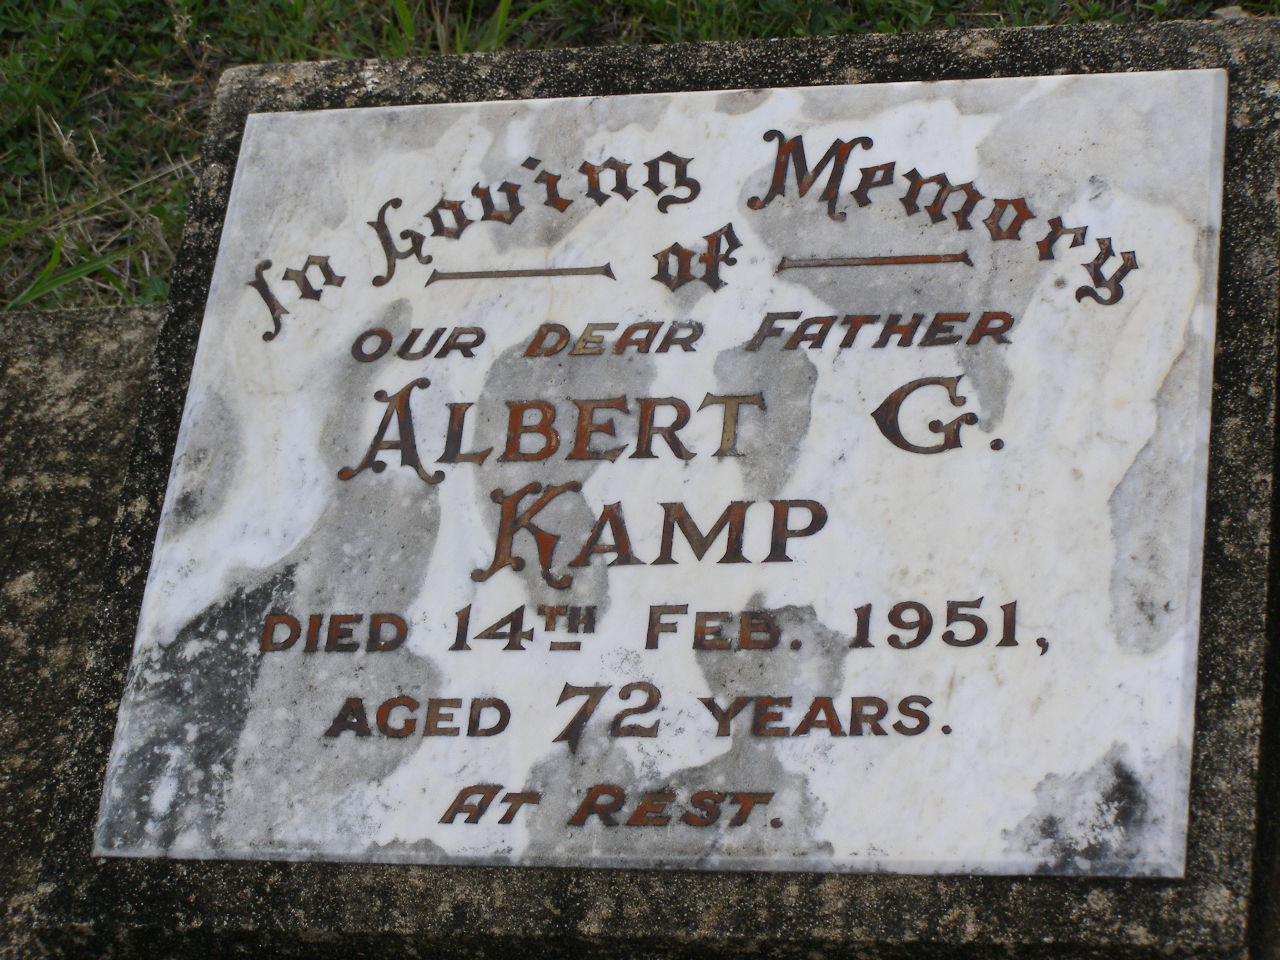 In Loving Memory
of
OUR DEAR FATHER
ALBERT G.
KAMP
DIED 14TH FEB. 1951,
AGED 72 YEARS.
AT REST.